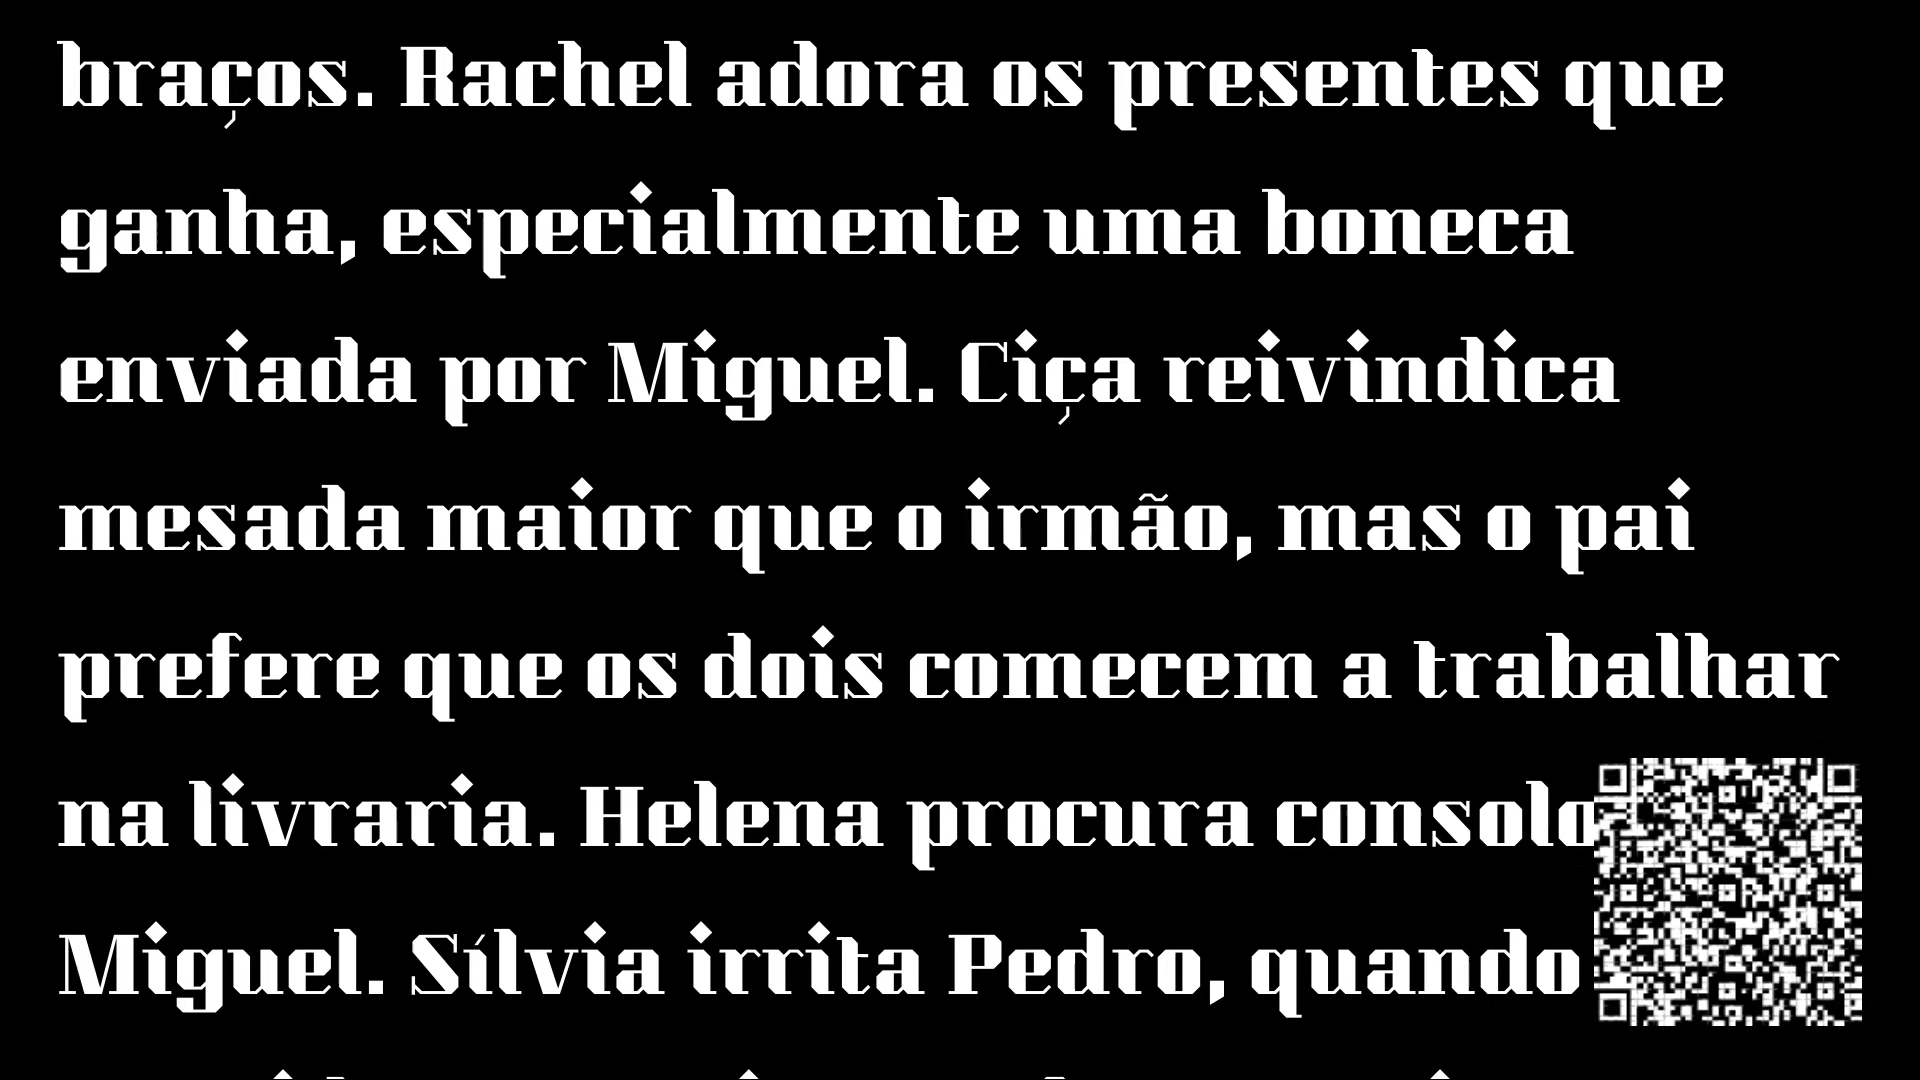 braços. Rachel adora os presentes que
ganha, especialmente uma boneca
enviada por Miguel. Ciça reivindica
mesada maior que o irmão, mas o pai
prefere que os dois comecem a trabalhar
na livraria. Helena procura consolo
Miguel. Sílvia irrita Pedro, quando